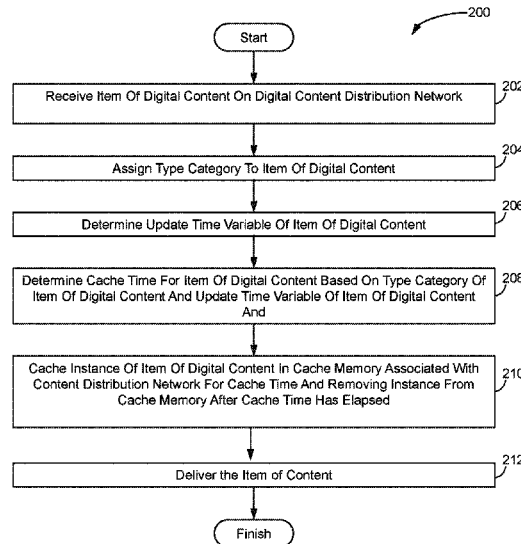 200
Start
Receive Item Of Digital Content On Digital Content Distribution Network
202
Assign Type Category To Item Of Digital Content
204
Determine Update Time Variable Of Item Of Digital Content
206
Determine Cache Time For Item Of Digital Content Based On Type Category Of
Item Of Digital Content And Update Time Variable Of Item Of Digital Content
And
208
Cache Instance Of Item Of Digital Content In Cache Memory Associated With
Content Distribution Network For Cache Time And Removing Instance From
Cache Memory After Cache Time Has Elapsed
210
Deliver the Item of Content
212
Finish